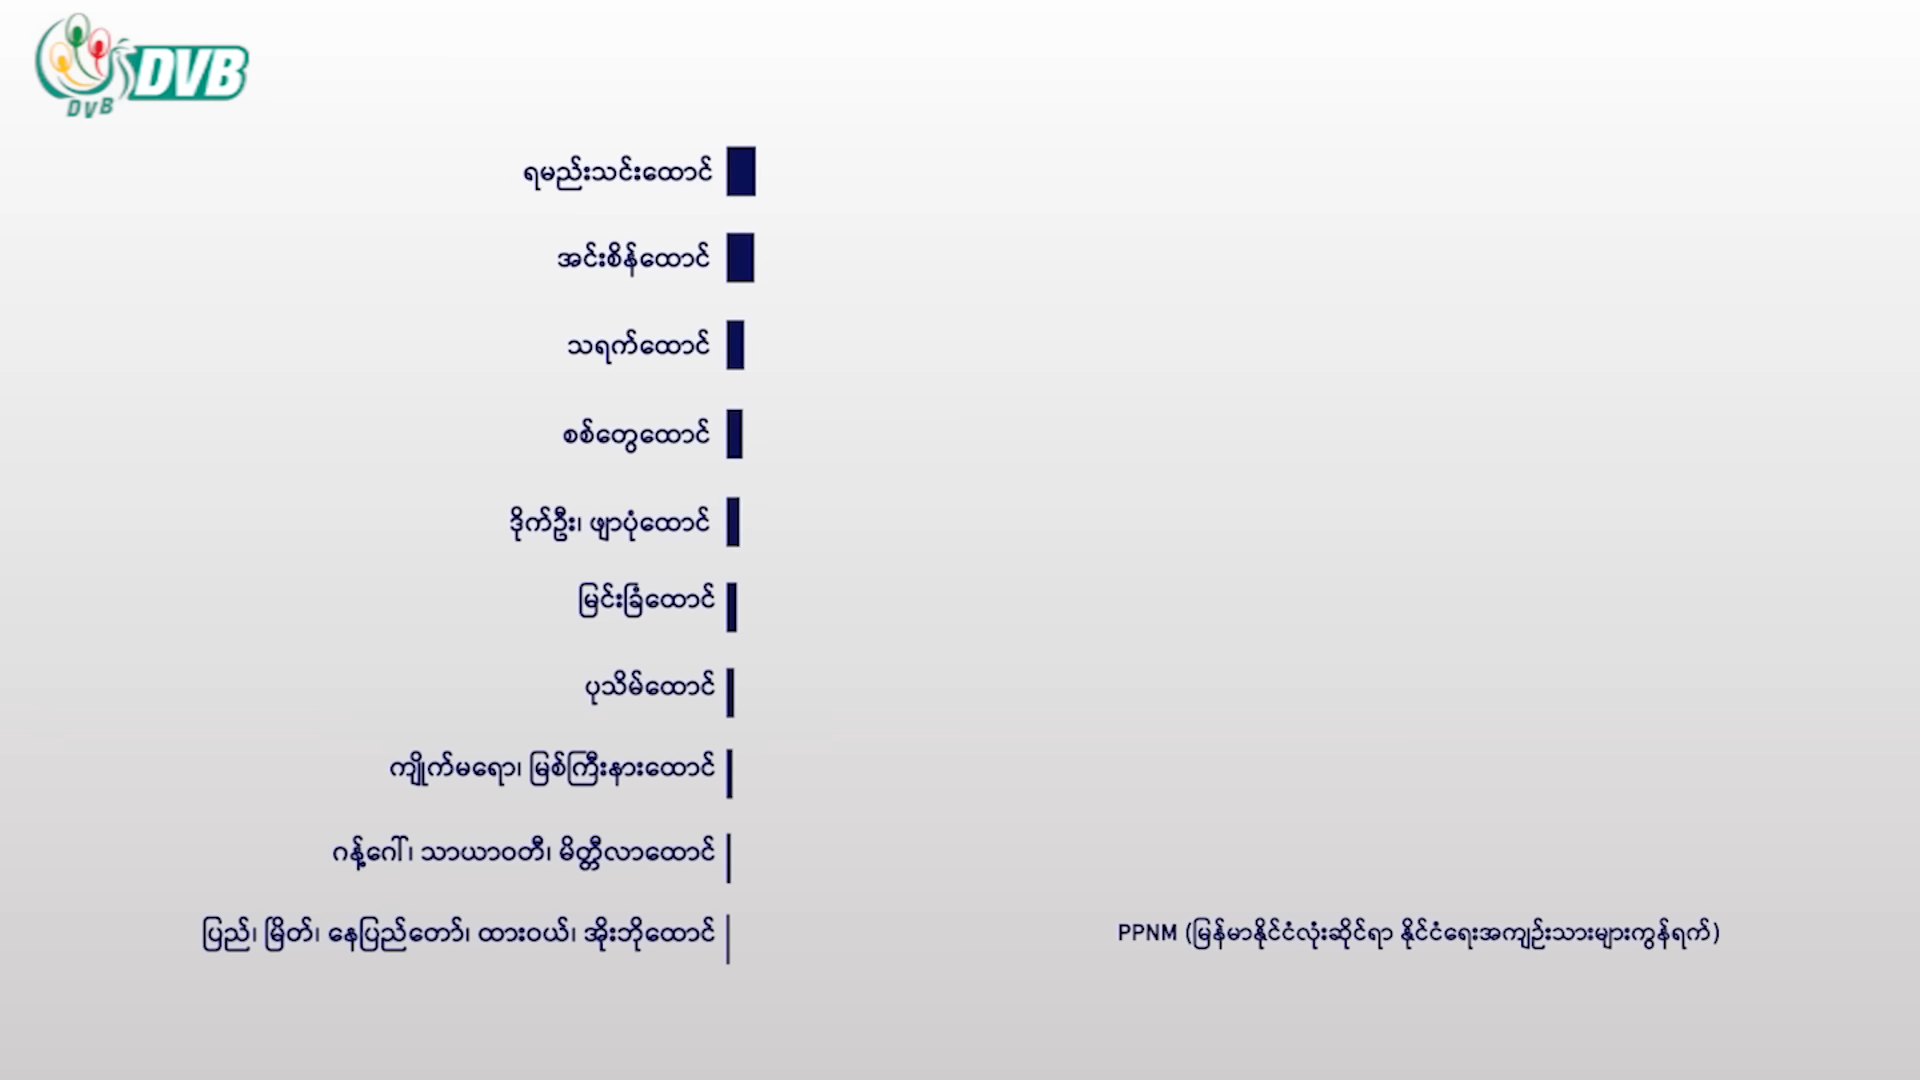 DVB
DVB
ရမည်းသင်းထောင်
အင်းစိန်ထောင်
သရက်ထောင်
စစ်တွေထောင်
ဒိုက်ဦး၊ ဖျာပုံထောင်
မြင်းခြံထောင်
ပုသိမ်ထောင်
ကျိုက်မရော၊ မြစ်ကြီးနားထောင်
ဂန့်ဂေါ၊ သာယာဝတီ၊ မိတ္ထီလာထောင်
ပြည်၊ မြိတ်၊ နေပြည်တော်၊ ထားဝယ်၊ အိုးဘိုထောင်
PPNM (မြန်မာနိုင်ငံလုံးဆိုင်ရာ နိုင်ငံရေးအကျဉ်းသားများကွန်ရက်)